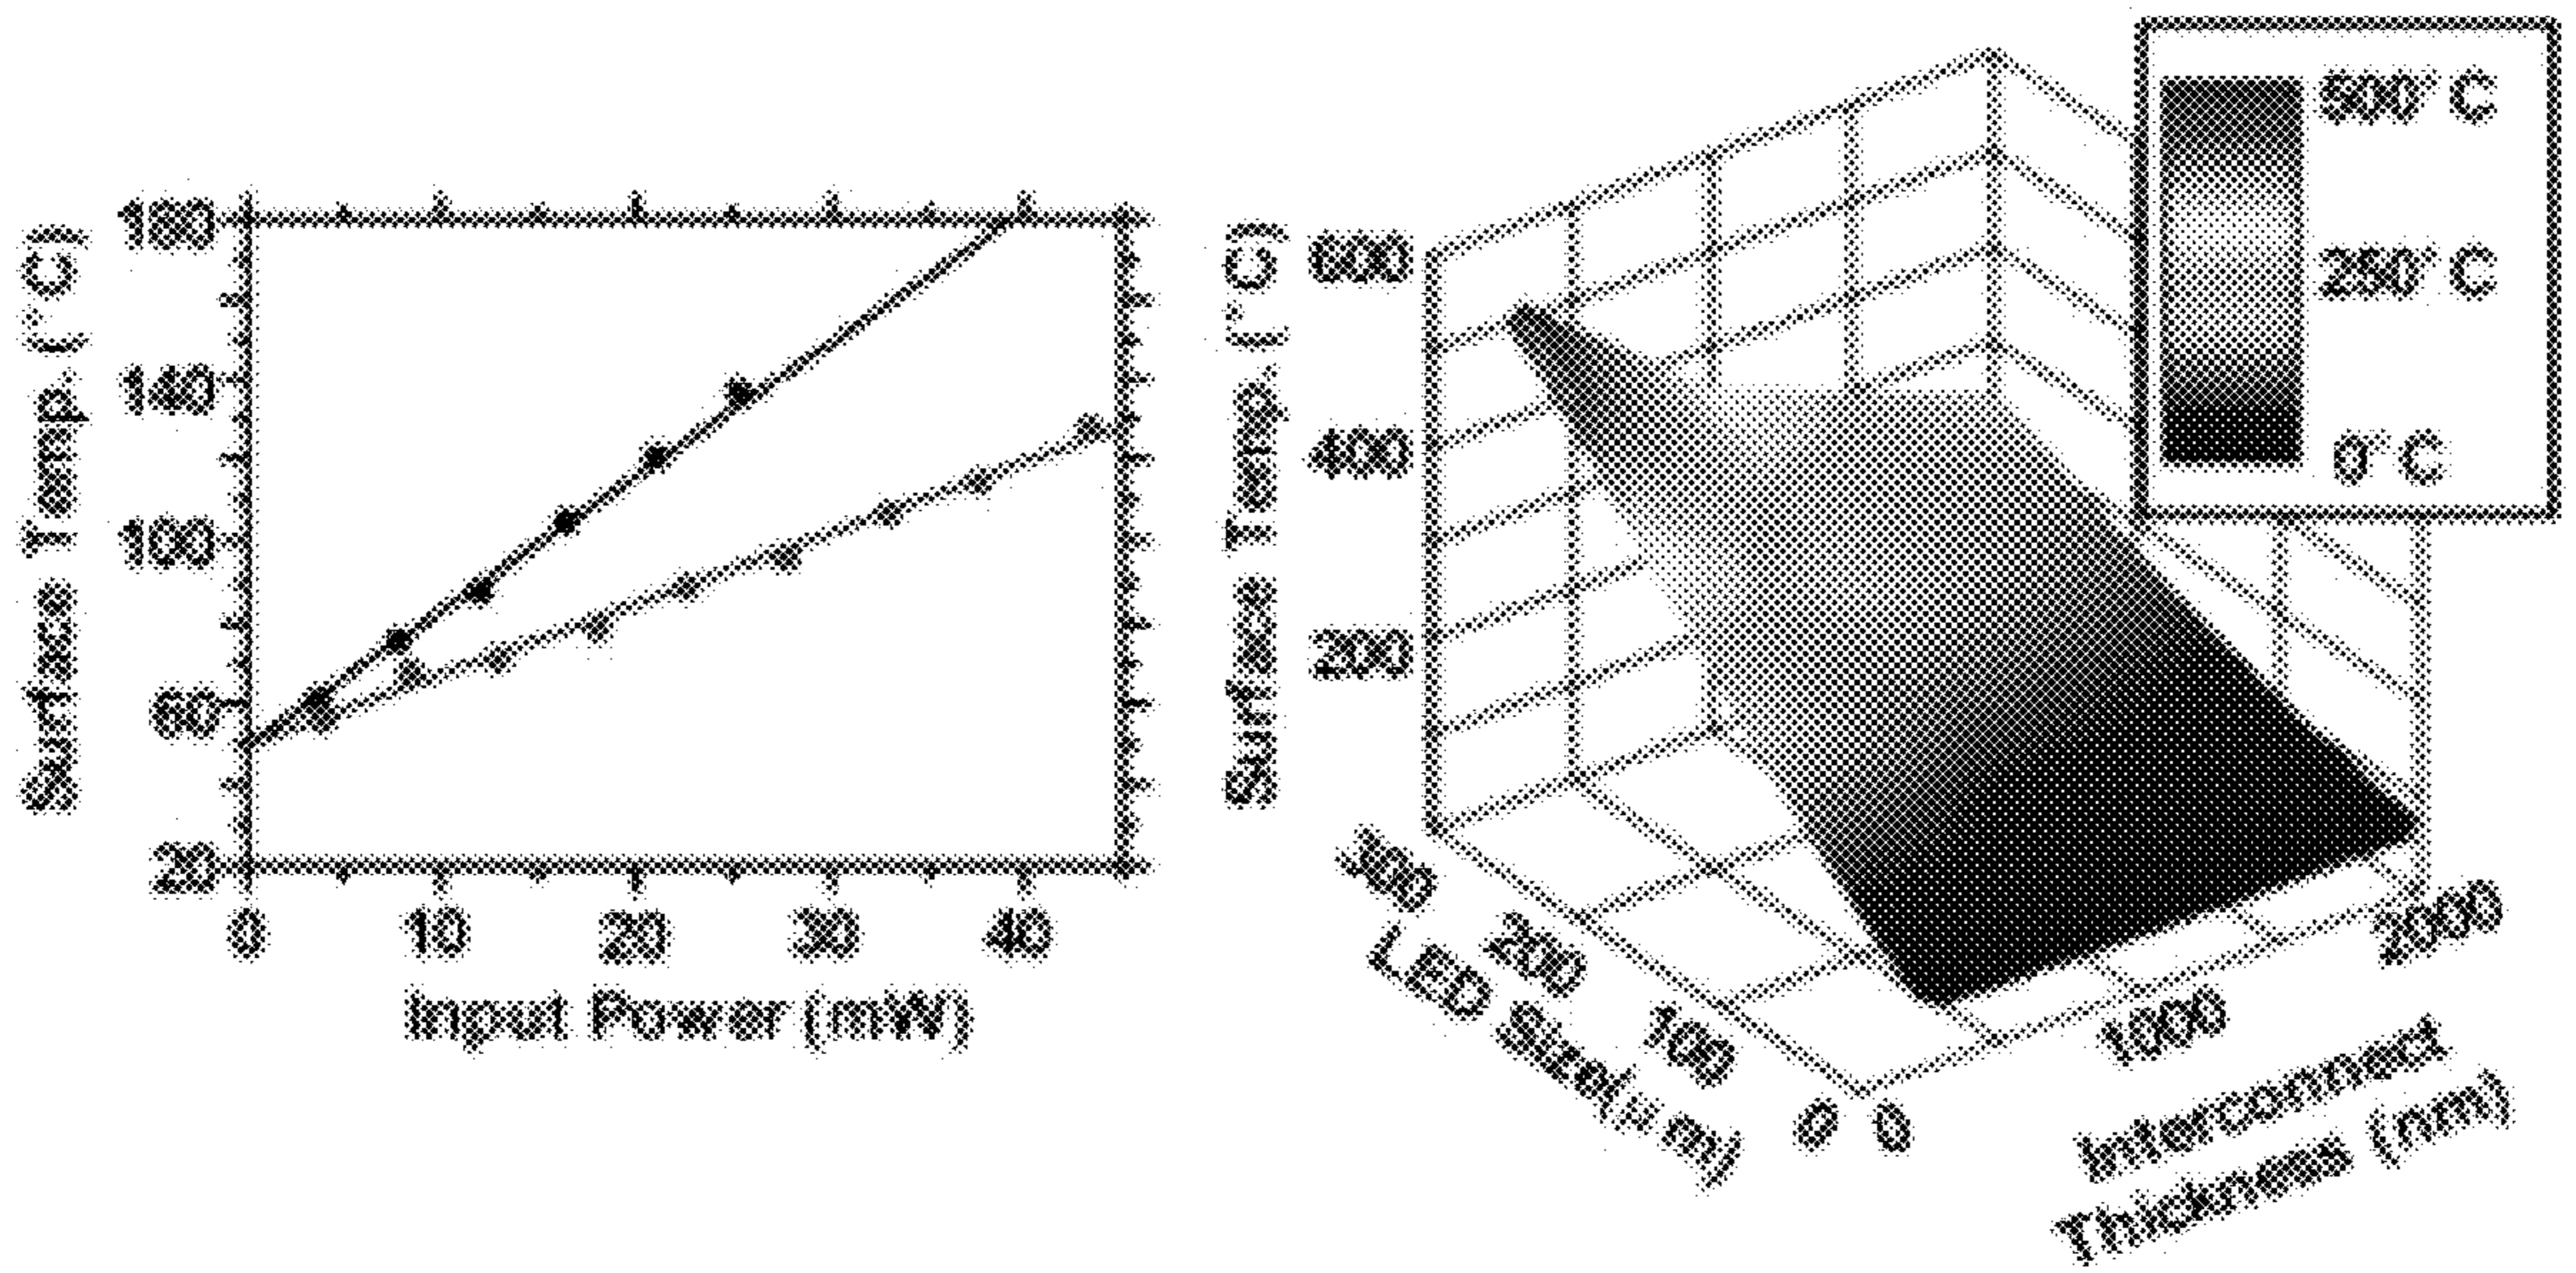 Surface Temp. (°C)
180
140
100
60
20
0
10
20
30
40
Input Power (mW)
Surface Temp. (°C)
600
400
200
300
200
100
0
LED Size(μm)
0
1000
2000
Interconnect
Thickness (nm)
500°C
250°C
0°C